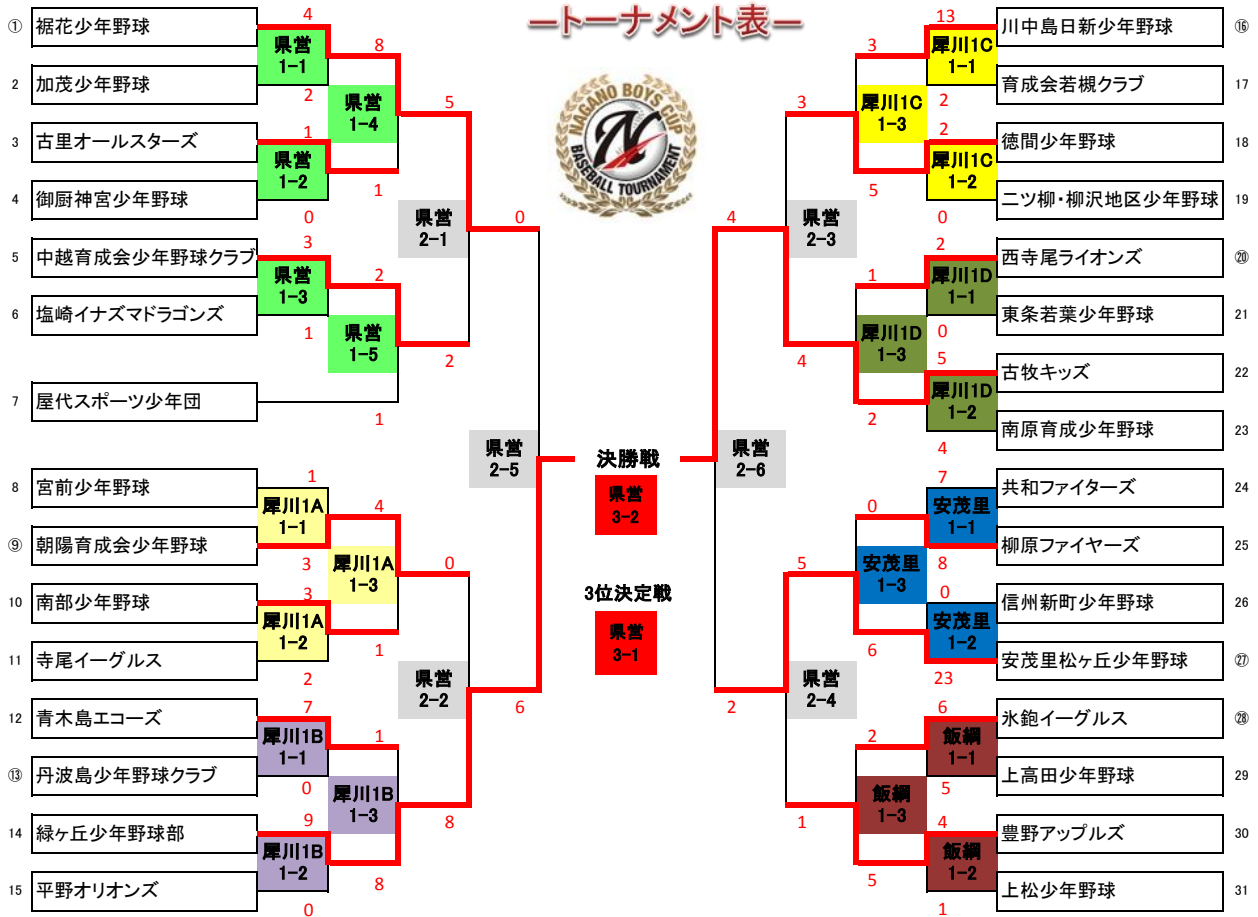 ートーナメント表ー
NAGANO BOYS CUP
N
BASEBALL TOURNAMENT
① 裾花少年野球
2 加茂少年野球
3 古里オールスターズ
4 御厨神宮少年野球
5 中越育成会少年野球クラブ
6 塩崎イナズマドラゴンズ
7 屋代スポーツ少年団
8 宮前少年野球
⑨ 朝陽育成会少年野球
10 南部少年野球
11 寺尾イーグルス
12 青木島エコーズ
⑬ 丹波島少年野球クラブ
14 緑ヶ丘少年野球部
15 平野オリオンズ
4
2
1
0
3
1
1
3
3
2
7
0
9
0
県営
1-1
県営
1-2
県営
1-3
犀川1A
1-1
犀川1A
1-2
犀川1B
1-1
犀川1B
1-2
8
1
2
1
4
1
1
8
県営
1-4
県営
1-5
犀川1A
1-3
犀川1B
1-3
5
2
0
8
県営
2-1
県営
2-2
0
6
県営
2-5
決勝戦
県営
3-2
3位決定戦
県営
3-1
県営
2-6
4
2
県営
2-3
県営
2-4
3
4
5
1
犀川1C
1-3
犀川1D
1-3
安茂里
1-3
飯綱
1-3
3
5
1
2
0
6
2
5
犀川1C
1-1
犀川1C
1-2
犀川1D
1-1
犀川1D
1-2
安茂里
1-1
安茂里
1-2
飯綱
1-1
飯綱
1-2
13
2
2
0
2
0
5
4
7
8
0
23
6
5
4
1
川中島日新少年野球 ⑯
育成会若槻クラブ 17
徳間少年野球 18
二ツ柳・柳沢地区少年野球 19
西寺尾ライオンズ ⑳
東条若葉少年野球 21
古牧キッズ 22
南原育成少年野球 23
共和ファイターズ 24
柳原ファイヤーズ 25
信州新町少年野球 26
安茂里松ヶ丘少年野球 ㉗
氷鉋イーグルス ㉘
上高田少年野球 29
豊野アップルズ 30
上松少年野球 31